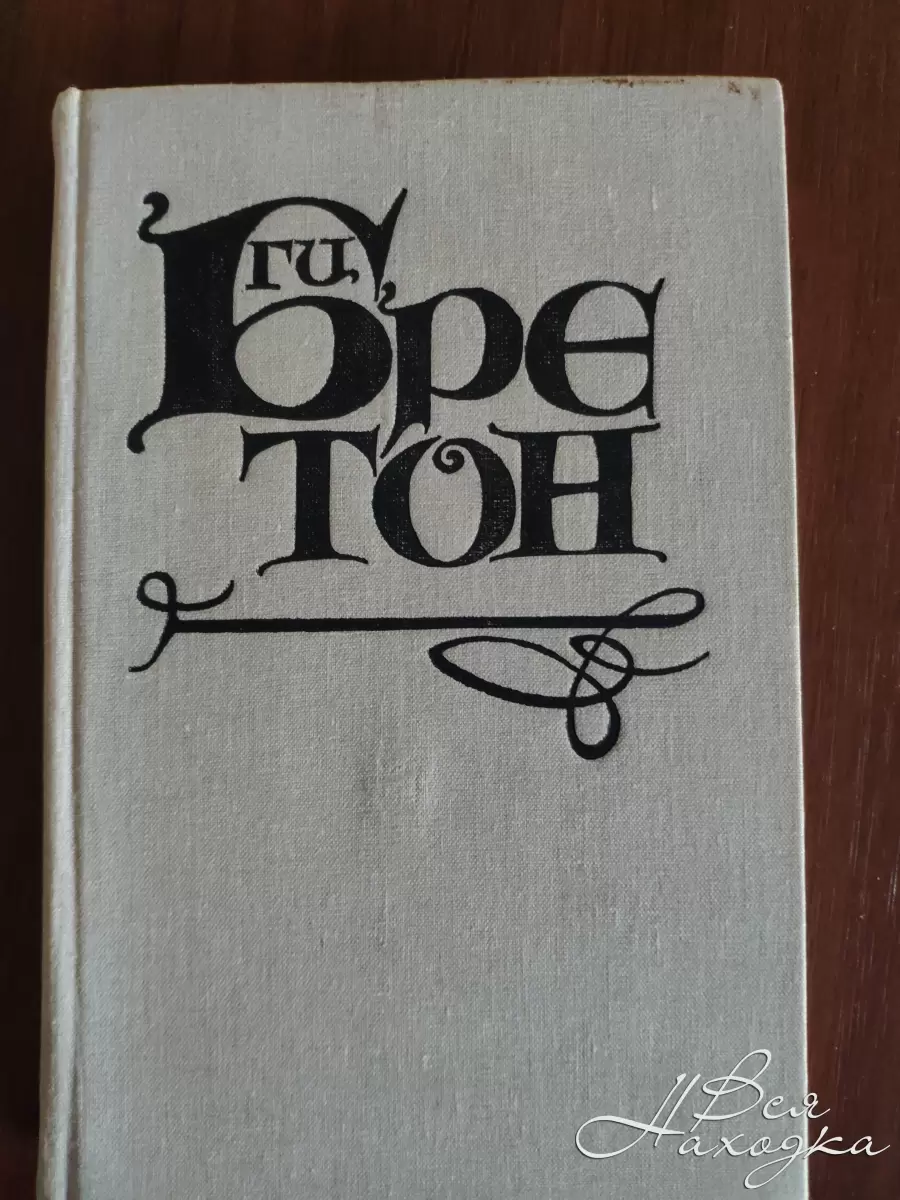 Ги
Бре
тон
Вся
Находка